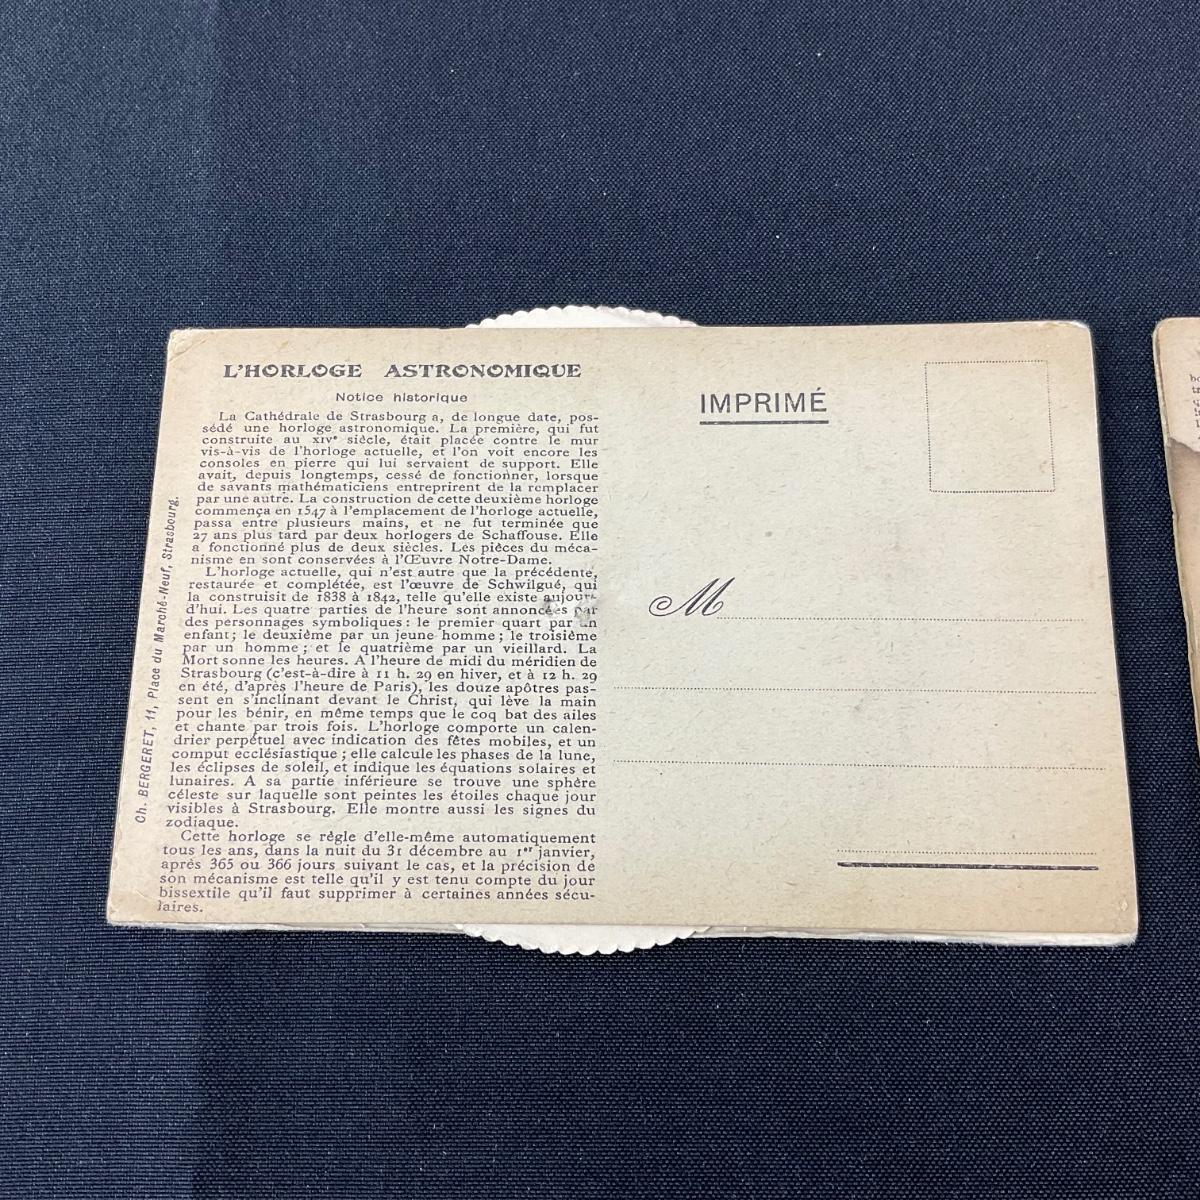 L'HORLOGE ASTRONOMIQUE
Notice historique
La Cathédrale de Strasbourg a, de longue date, pos-
sédé une horloge astronomique. La première, qui fut
construite au XIVe siècle, était placée contre le mur
vis-à-vis de l'horloge actuelle, et l'on voit encore les
consoles en pierre qui lui servaient de support. Elle
avait, depuis longtemps, cessé de fonctionner, lorsque
de savants mathématiciens entreprirent de la remplacer
par une autre. La construction de cette deuxième horloge
commença en 1547 à l'emplacement de l'horloge actuelle,
passa entre plusieurs mains, et ne fut terminée que
27 ans plus tard par deux horlogers de Schaffouse. Elle
a fonctionné plus de deux siècles. Les pièces du méca-
nisme en sont conservées à l'Œuvre Notre-Dame.
L'horloge actuelle, qui n'est autre que la précédente,
restaurée et complétée, est l'œuvre de Schwilgué, qui
la construisit de 1838 à 1842, telle qu'elle existe aujour-
d'hui. Les quatre parties de l'heure sont annoncées par
des personnages symboliques : le premier quart par un
enfant; le deuxième par un jeune homme; le troisième
par un homme; et le quatrième par un vieillard. La
Mort sonne les heures. A l'heure de midi du méridien de
Strasbourg (c'est-à-dire à 11 h. 29 en hiver, et à 12 h. 29
en été, d'après l'heure de Paris), les douze apôtres pas-
sent en s'inclinant devant le Christ, qui lève la main
pour les bénir, en même temps que le coq bat des ailes
et chante par trois fois. L'horloge comporte un calen-
drier perpétuel avec indication des fêtes mobiles, et un
comput ecclésiastique; elle calcule les phases de la lune,
les éclipses de soleil, et indique les équations solaires et
lunaires. A sa partie inférieure se trouve une sphère
céleste sur laquelle sont peintes les étoiles chaque jour
visibles à Strasbourg. Elle montre aussi les signes du
zodiaque.
Cette horloge se règle d'elle-même automatiquement
tous les ans, dans la nuit du 31 décembre au 1er janvier,
après 365 ou 366 jours suivant le cas, et la précision de
son mécanisme est telle qu'il y est tenu compte du jour
bissextile qu'il faut supprimer à certaines années sécu-
laires.
Ch. BERGERET, 11, Place du Marché-Neuf, Strasbourg.
IMPRIMÉ
M